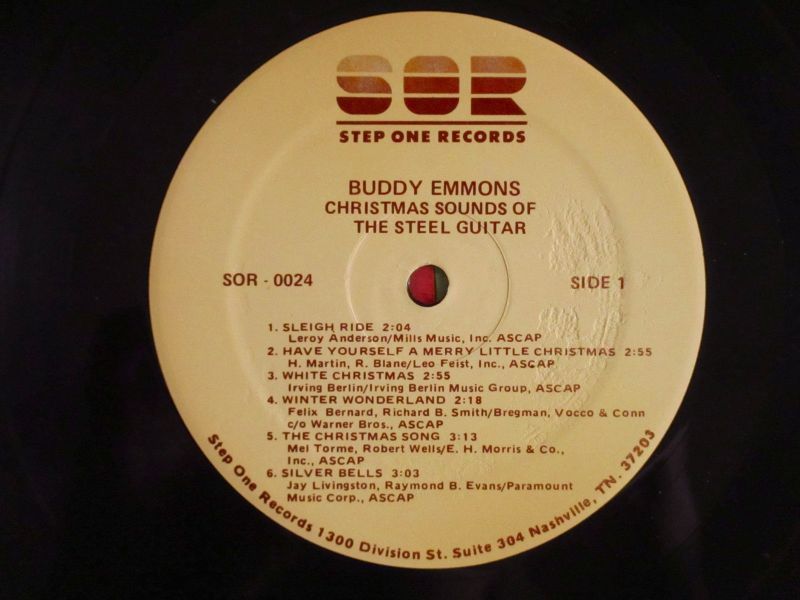 SOR
STEP ONE RECORDS
BUDDY EMMONS
CHRISTMAS SOUNDS OF
THE STEEL GUITAR
SOR - 0024
SIDE 1
1. SLEIGH RIDE 2:04
Leroy Anderson/Mills Music, Inc. ASCAP
2. HAVE YOURSELF A MERRY LITTLE CHRISTMAS 2:55
H. Martin, R. Blane/Leo Feist, Inc., ASCAP
3. WHITE CHRISTMAS 2:55
Irving Berlin/Irving Berlin Music Group, ASCAP
4. WINTER WONDERLAND 2:18
Felix Bernard, Richard B. Smith/Bregman, Vocco & Conn
c/o Warner Bros., ASCAP
5. THE CHRISTMAS SONG 3:13
Mel Torme, Robert Wells/E. H. Morris & Co.,
Inc., ASCAP
6. SILVER BELLS 3:03
Jay Livingston, Raymond B. Evans/Paramount
Music Corp., ASCAP
Step One Records 1300 Division St. Suite 304 Nashville, TN. 37203